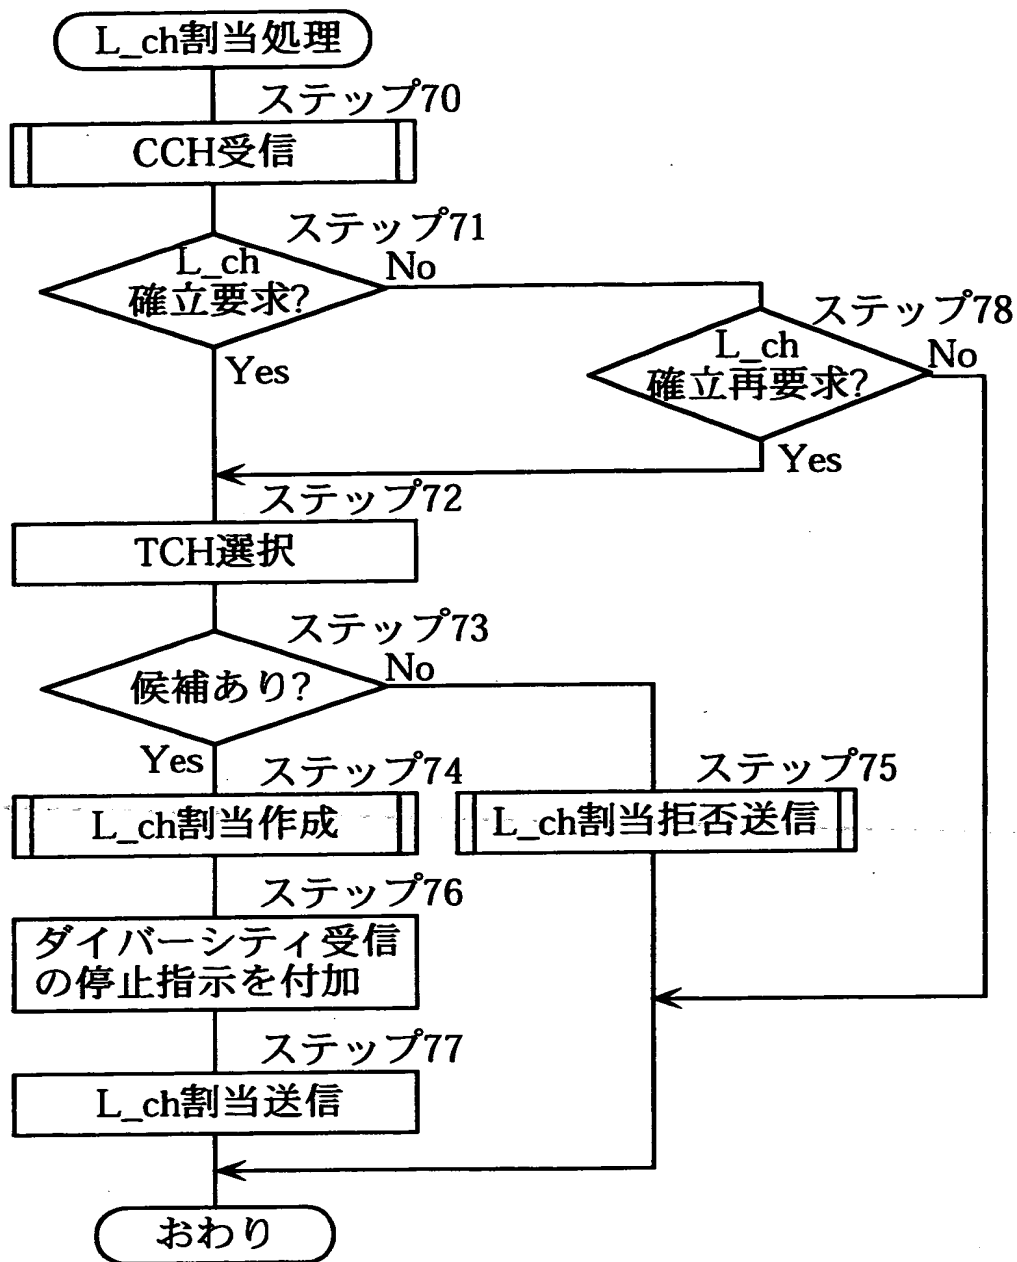 L_ch割当処理
ステップ70
CCH受信
ステップ71
L_ch
確立要求?
No
Yes
ステップ78
L_ch
確立再要求?
No
Yes
ステップ72
TCH選択
ステップ73
候補あり?
No
Yes
ステップ74
L_ch割当作成
ステップ75
L_ch割当拒否送信
ステップ76
ダイバーシティ受信
の停止指示を付加
ステップ77
L_ch割当送信
おわり